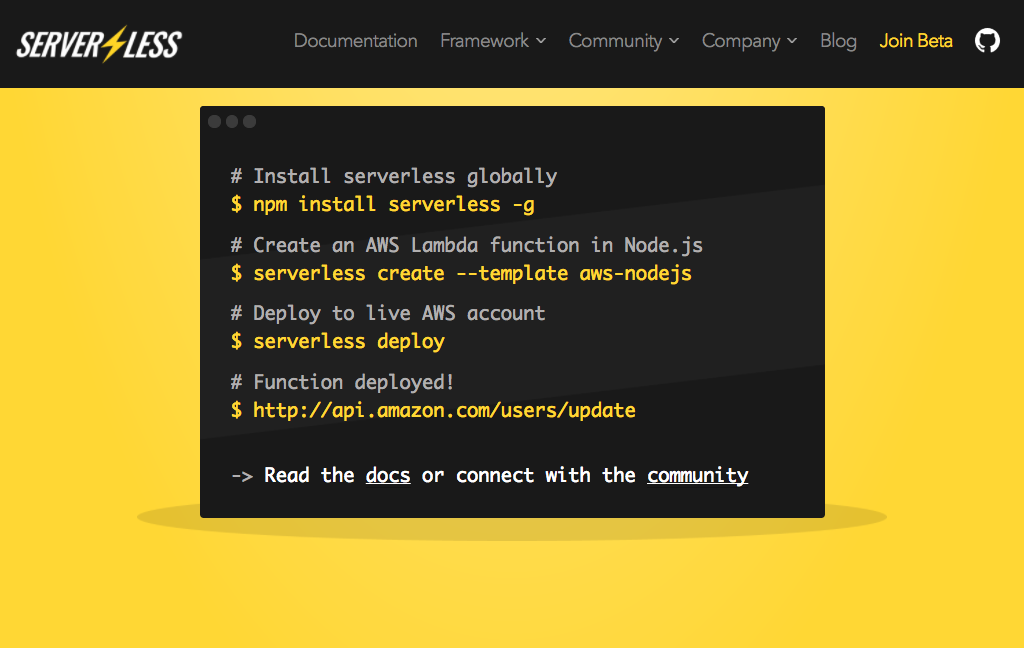 SERVERLESS
Documentation Framework Community Company Blog Join Beta
# Install serverless globally
$ npm install serverless -g
# Create an AWS Lambda function in Node.js
$ serverless create --template aws-nodejs
# Deploy to live AWS account
$ serverless deploy
# Function deployed!
$ http://api.amazon.com/users/update
-> Read the docs or connect with the community